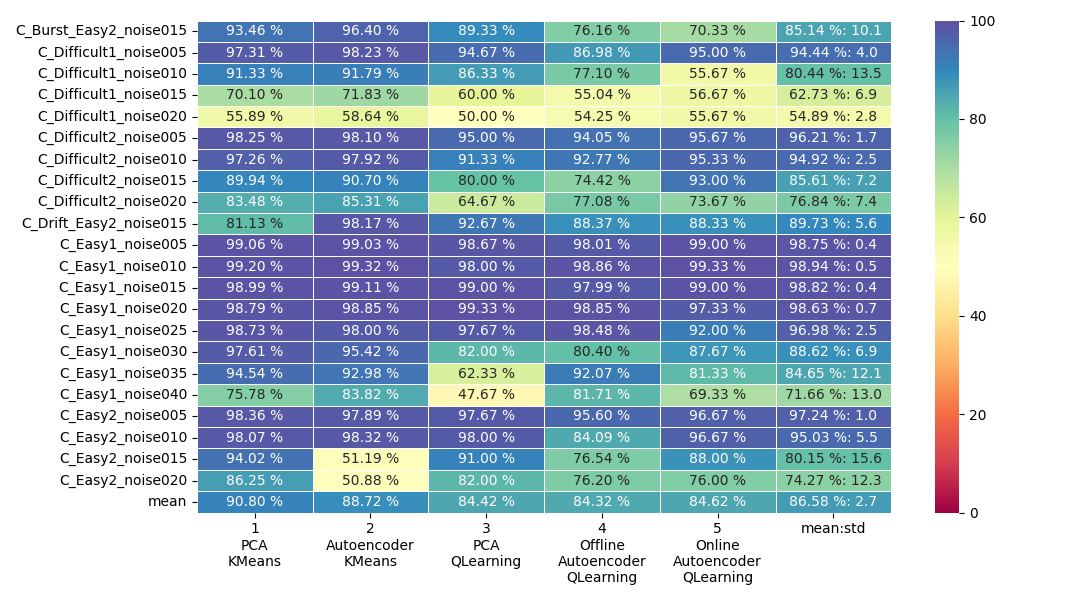 C_Burst_Easy2_noise015 93.46 % 96.40 % 89.33 % 76.16 % 70.33 % 85.14 %: 10.1
C_Difficult1_noise005 97.31 % 98.23 % 94.67 % 86.98 % 95.00 % 94.44 %: 4.0
C_Difficult1_noise010 91.33 % 91.79 % 86.33 % 77.10 % 55.67 % 80.44 %: 13.5
C_Difficult1_noise015 70.10 % 71.83 % 60.00 % 55.04 % 56.67 % 62.73 %: 6.9
C_Difficult1_noise020 55.89 % 58.64 % 50.00 % 54.25 % 55.67 % 54.89 %: 2.8
C_Difficult2_noise005 98.25 % 98.10 % 95.00 % 94.05 % 95.67 % 96.21 %: 1.7
C_Difficult2_noise010 97.26 % 97.92 % 91.33 % 92.77 % 95.33 % 94.92 %: 2.5
C_Difficult2_noise015 89.94 % 90.70 % 80.00 % 74.42 % 93.00 % 85.61 %: 7.2
C_Difficult2_noise020 83.48 % 85.31 % 64.67 % 77.08 % 73.67 % 76.84 %: 7.4
C_Drift_Easy2_noise015 81.13 % 98.17 % 92.67 % 88.37 % 88.33 % 89.73 %: 5.6
C_Easy1_noise005 99.06 % 99.03 % 98.67 % 98.01 % 99.00 % 98.75 %: 0.4
C_Easy1_noise010 99.20 % 99.32 % 98.00 % 98.86 % 99.33 % 98.94 %: 0.5
C_Easy1_noise015 98.99 % 99.11 % 99.00 % 97.99 % 99.00 % 98.82 %: 0.4
C_Easy1_noise020 98.79 % 98.85 % 99.33 % 98.85 % 97.33 % 98.63 %: 0.7
C_Easy1_noise025 98.73 % 98.00 % 97.67 % 98.48 % 92.00 % 96.98 %: 2.5
C_Easy1_noise030 97.61 % 95.42 % 82.00 % 80.40 % 87.67 % 88.62 %: 6.9
C_Easy1_noise035 94.54 % 92.98 % 62.33 % 92.07 % 81.33 % 84.65 %: 12.1
C_Easy1_noise040 75.78 % 83.82 % 47.67 % 81.71 % 69.33 % 71.66 %: 13.0
C_Easy2_noise005 98.36 % 97.89 % 97.67 % 95.60 % 96.67 % 97.24 %: 1.0
C_Easy2_noise010 98.07 % 98.32 % 98.00 % 84.09 % 96.67 % 95.03 %: 5.5
C_Easy2_noise015 94.02 % 51.19 % 91.00 % 76.54 % 88.00 % 80.15 %: 15.6
C_Easy2_noise020 86.25 % 50.88 % 82.00 % 76.20 % 76.00 % 74.27 %: 12.3
mean 90.80 % 88.72 % 84.42 % 84.32 % 84.62 % 86.58 %: 2.7
1 2 3 4 5 mean:std
PCA Autoencoder PCA Offline Online
KMeans KMeans QLearning Autoencoder Autoencoder
QLearning QLearning
100
80
60
40
20
0